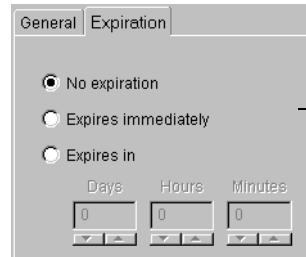 General Expiration
No expiration
Expires immediately
Expires in
Days Hours Minutes
0 0 0